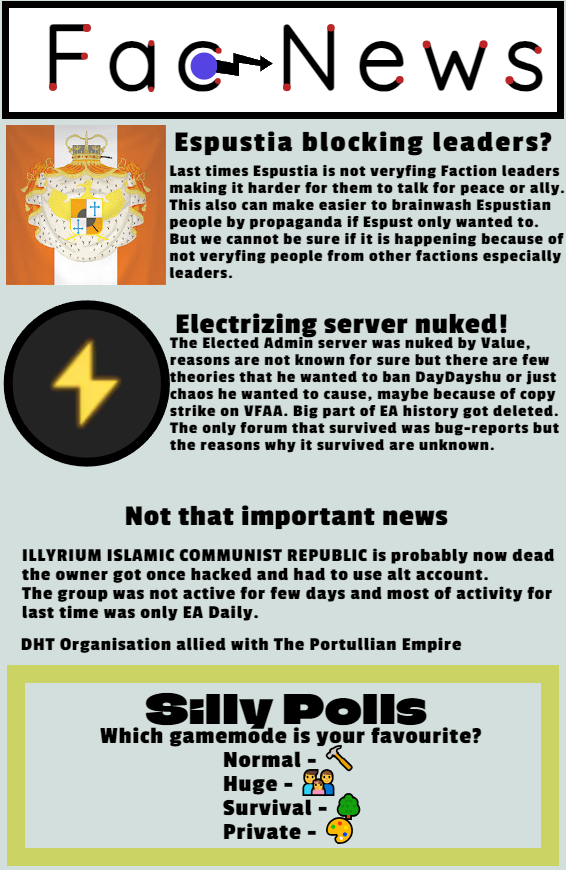 Fac News
Espustia blocking leaders?
Last times Espustia is not veryfing Faction leaders
making it harder for them to talk for peace or ally.
This also can make easier to brainwash Espustian
people by propaganda if Espust only wanted to.
But we cannot be sure if it is happening because of
not veryfing people from other factions especially
leaders.
Electrizing server nuked!
The Elected Admin server was nuked by Value,
reasons are not known for sure but there are few
theories that he wanted to ban DayDayshu or just
chaos he wanted to cause, maybe because of copy
strike on VFAA. Big part of EA history got deleted.
The only forum that survived was bug-reports but
the reasons why it survived are unknown.
Not that important news
ILLYRIUM ISLAMIC COMMUNIST REPUBLIC is probably now dead
the owner got once hacked and had to use alt account.
The group was not active for few days and most of activity for
last time was only EA Daily.
DHT Organisation allied with The Portullian Empire
Silly Polls
Which gamemode is your favourite?
Normal - 🔨
Huge - 👪
Survival - 🌳
Private - 🎨